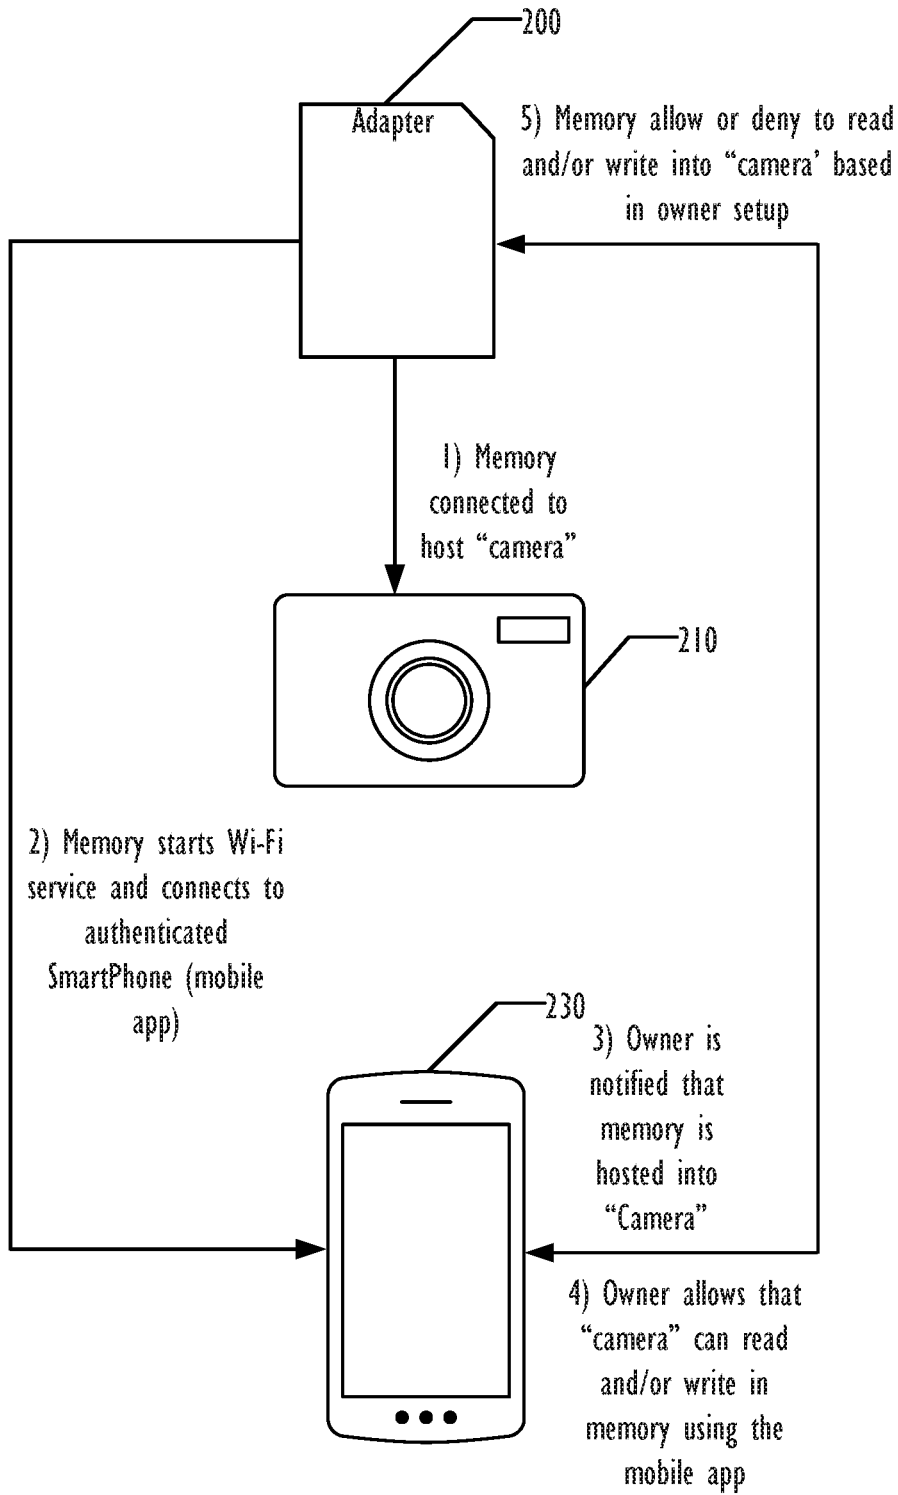 200
Adapter
5) Memory allow or deny to read
and/or write into “camera’ based
in owner setup
1) Memory
connected to
host “camera”
210
2) Memory starts Wi-Fi
service and connects to
authenticated
SmartPhone (mobile
app)
230
3) Owner is
notified that
memory is
hosted into
“Camera”
4) Owner allows that
“camera” can read
and/or write in
memory using the
mobile app